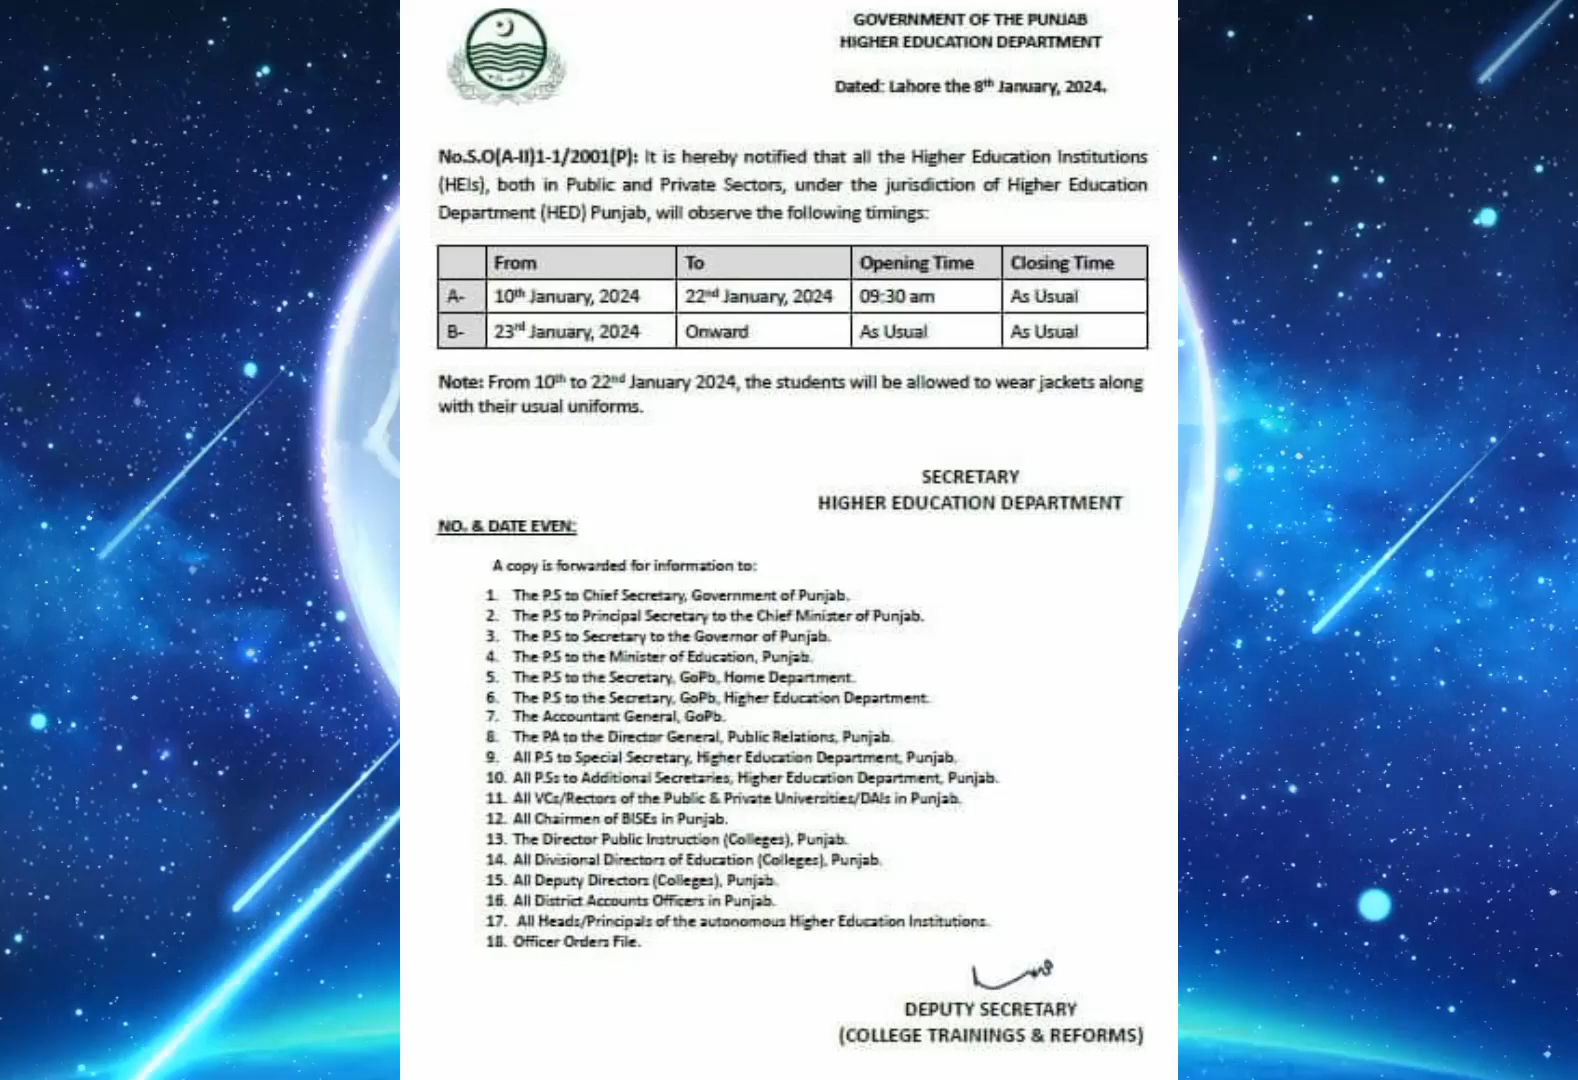 GOVERNMENT OF THE PUNJAB
HIGHER EDUCATION DEPARTMENT
Dated: Lahore the 8th January, 2024.
No.S.O(A-II)1-1/2001(P): It is hereby notified that all the Higher Education Institutions
(HEIs), both in Public and Private Sectors, under the jurisdiction of Higher Education
Department (HED) Punjab, will observe the following timings:
From To Opening Time Closing Time
A- 10th January, 2024 22nd January, 2024 09:30 am As Usual
B- 23rd January, 2024 Onward As Usual As Usual
Note: From 10th to 22nd January 2024, the students will be allowed to wear jackets along
with their usual uniforms.
SECRETARY
HIGHER EDUCATION DEPARTMENT
NO. & DATE EVEN:
A copy is forwarded for information to:
1. The P.S to Chief Secretary, Government of Punjab.
2. The P.S to Principal Secretary to the Chief Minister of Punjab.
3. The P.S to Secretary to the Governor of Punjab.
4. The P.S to the Minister of Education, Punjab.
5. The P.S to the Secretary, GoPb, Home Department.
6. The P.S to the Secretary, GoPb, Higher Education Department.
7. The Accountant General, GoPb.
8. The PA to the Director General, Public Relations, Punjab.
9. All P.S to Special Secretary, Higher Education Department, Punjab.
10. All P.Ss to Additional Secretaries, Higher Education Department, Punjab.
11. All VCs/Rectors of the Public & Private Universities/DAIs in Punjab.
12. All Chairmen of BISEs in Punjab.
13. The Director Public Instruction (Colleges), Punjab.
14. All Divisional Directors of Education (Colleges), Punjab.
15. All Deputy Directors (Colleges), Punjab.
16. All District Accounts Officers in Punjab.
17. All Heads/Principals of the autonomous Higher Education Institutions.
18. Officer Orders File.
DEPUTY SECRETARY
(COLLEGE TRAININGS & REFORMS)